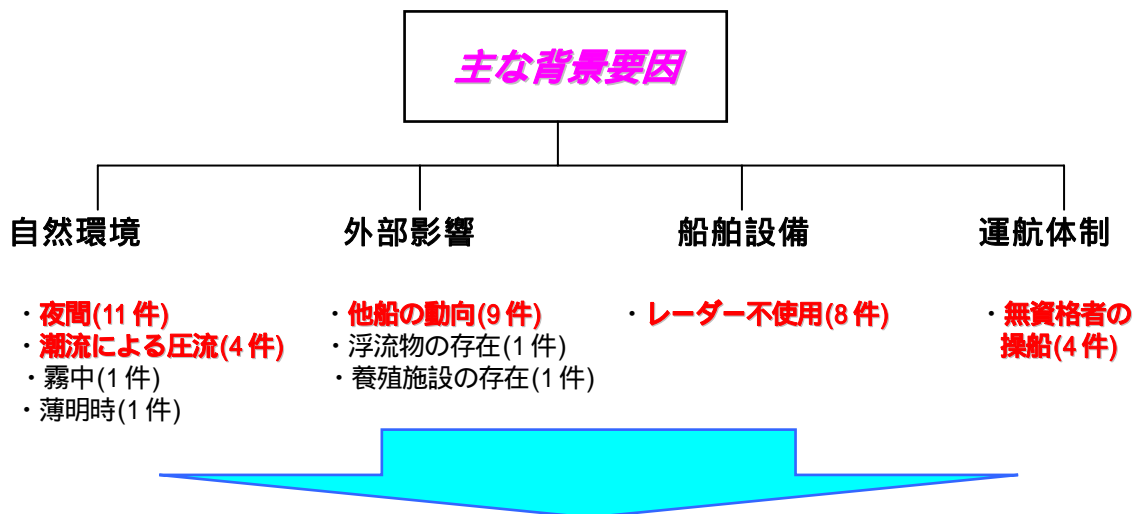 主な背景要因
自然環境
・夜間(11件)
・潮流による圧流(4件)
・霧中(1件)
・薄明時(1件)
外部影響
・他船の動向(9件)
・浮流物の存在(1件)
・養殖施設の存在(1件)
船舶設備
・レーダー不使用(8件)
運航体制
・無資格者の
操船(4件)